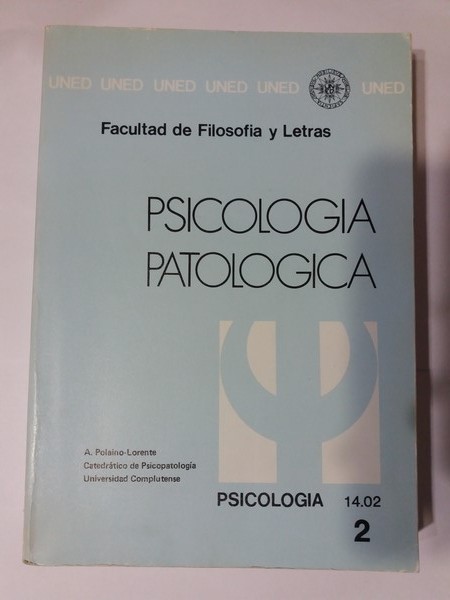 UNED UNED UNED UNED UNED UNED
Facultad de Filosofia y Letras
PSICOLOGIA
PATOLOGICA
A. Polaino-Lorente
Catedrático de Psicopatología
Universidad Complutense
PSICOLOGIA 14.02
2